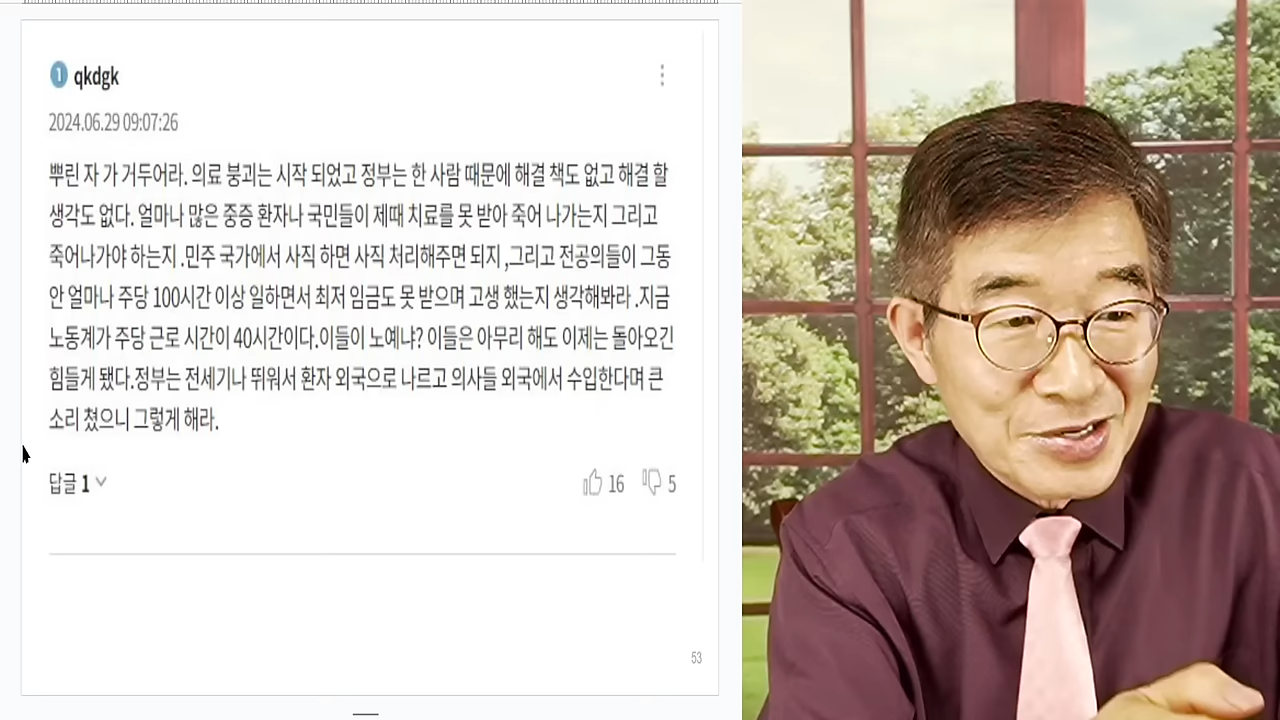 1 qkdgk
2024.06.29 09:07:26
뿌린 자 가 거두어라. 의료 붕괴는 시작 되었고 정부는 한 사람 때문에 해결 책도 없고 해결 할
생각도 없다. 얼마나 많은 중증 환자나 국민들이 제때 치료를 못 받아 죽어 나가는지 그리고
죽어나가야 하는지 .민주 국가에서 사직 하면 사직 처리해주면 되지 ,그리고 전공의들이 그동
안 얼마나 주당 100시간 이상 일하면서 최저 임금도 못 받으며 고생 했는지 생각해봐라 .지금
노동계가 주당 근로 시간이 40시간이다.이들이 노예냐? 이들은 아무리 해도 이제는 돌아오긴
힘들게 됐다.정부는 전세기나 뛰워서 환자 외국으로 나르고 의사들 외국에서 수입한다며 큰
소리 쳤으니 그렇게 해라.
답글 1
16 5
53